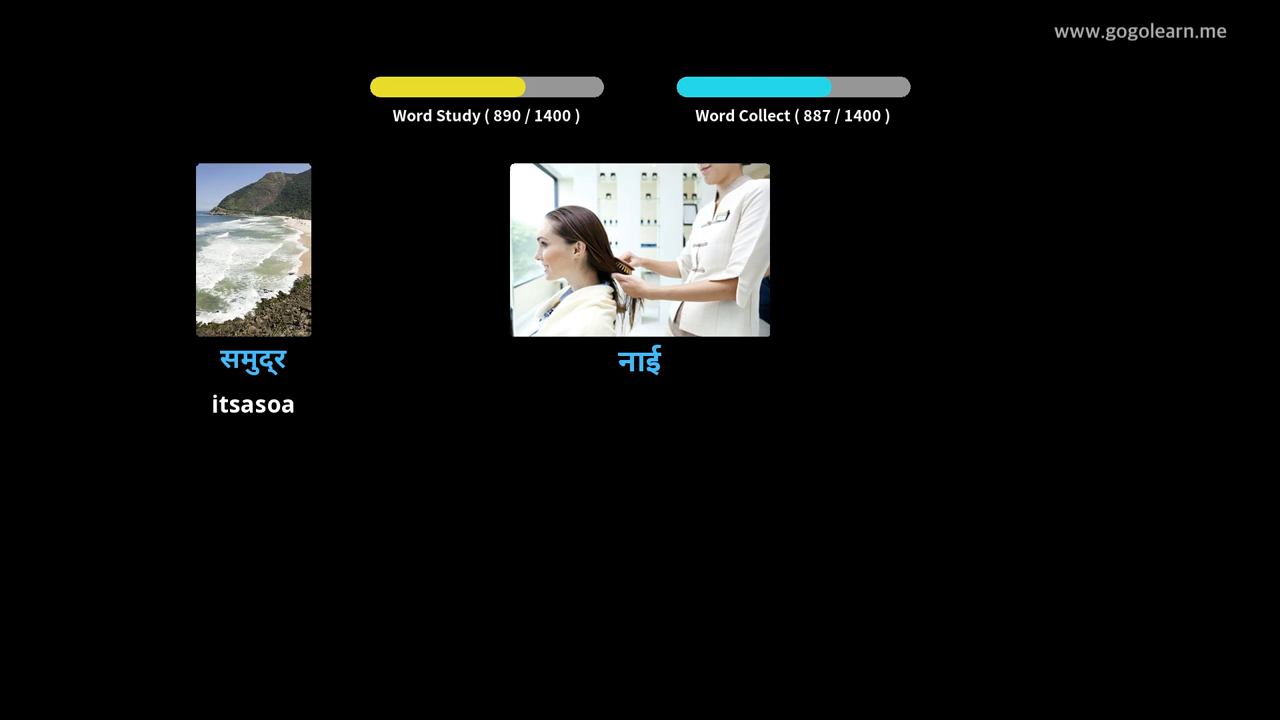 www.gogolearn.me
Word Study ( 890 / 1400 )
Word Collect ( 887 / 1400 )
समुद्र
नाई
itsasoa